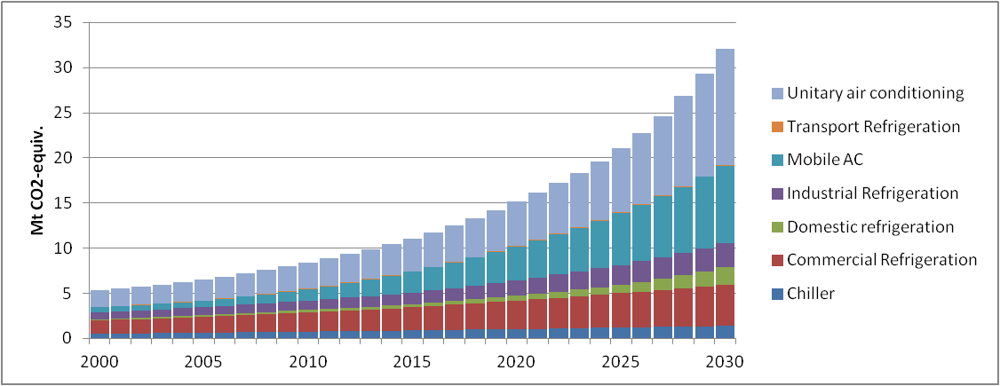 35
30
25
20
15
10
5
0
Mt CO2-equiv.
2000
2005
2010
2015
2020
2025
2030
Unitary air conditioning
Transport Refrigeration
Mobile AC
Industrial Refrigeration
Domestic refrigeration
Commercial Refrigeration
Chiller